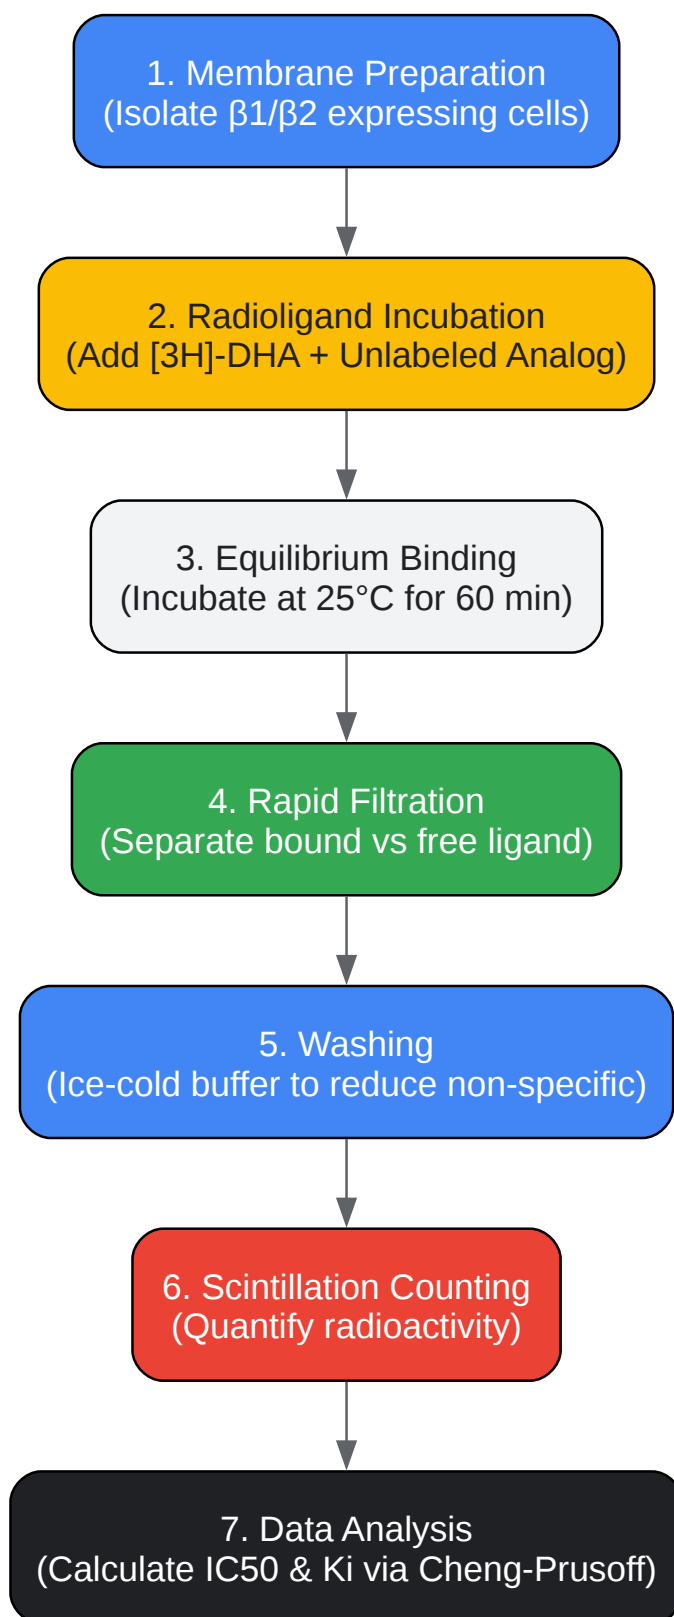 1. Membrane Preparation
(Isolate β1/β2 expressing cells)
2. Radioligand Incubation
(Add [3H]-DHA + Unlabeled Analog)
3. Equilibrium Binding
(Incubate at 25°C for 60 min)
4. Rapid Filtration
(Separate bound vs free ligand)
5. Washing
(Ice-cold buffer to reduce non-specific)
6. Scintillation Counting
(Quantify radioactivity)
7. Data Analysis
(Calculate IC50 & Ki via Cheng-Prusoff)